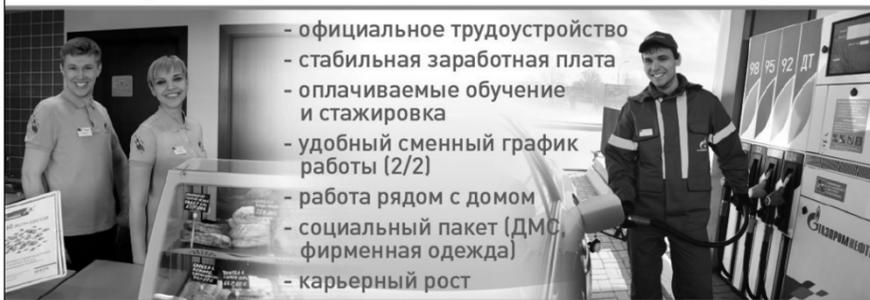 - официальное трудоустройство
- стабильная заработная плата
- оплачиваемые обучение
и стажировка
- удобный сменный график
работы (2/2)
- работа рядом с домом
- социальный пакет (ДМС,
фирменная одежда)
- карьерный рост
98 95 92 ДТ
ГАЗПРОМНЕФТЬ